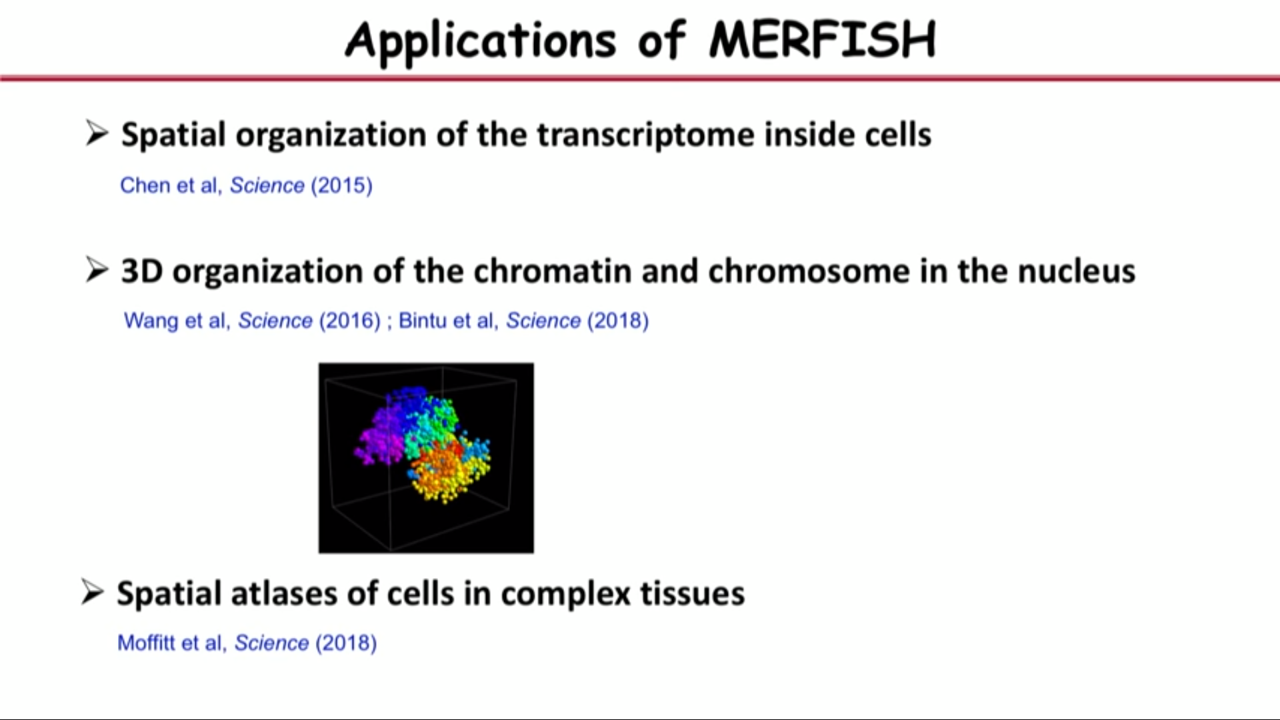 Applications of MERFISH
➢ Spatial organization of the transcriptome inside cells
Chen et al, Science (2015)
➢ 3D organization of the chromatin and chromosome in the nucleus
Wang et al, Science (2016) ; Bintu et al, Science (2018)
➢ Spatial atlases of cells in complex tissues
Moffitt et al, Science (2018)